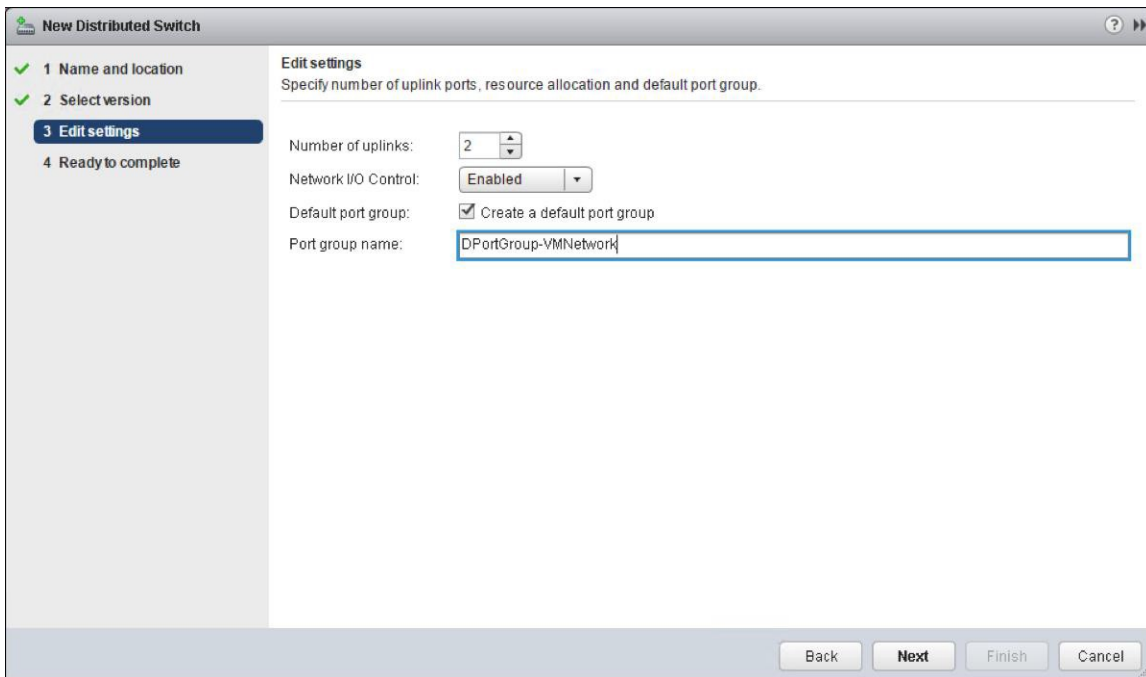 New Distributed Switch
1 Name and location
2 Select version
3 Edit settings
4 Ready to complete
Edit settings
Specify number of uplink ports, resource allocation and default port group.
Number of uplinks: 2
Network I/O Control: Enabled
Default port group: Create a default port group
Port group name: DPortGroup-VMNetwork
Back Next Finish Cancel